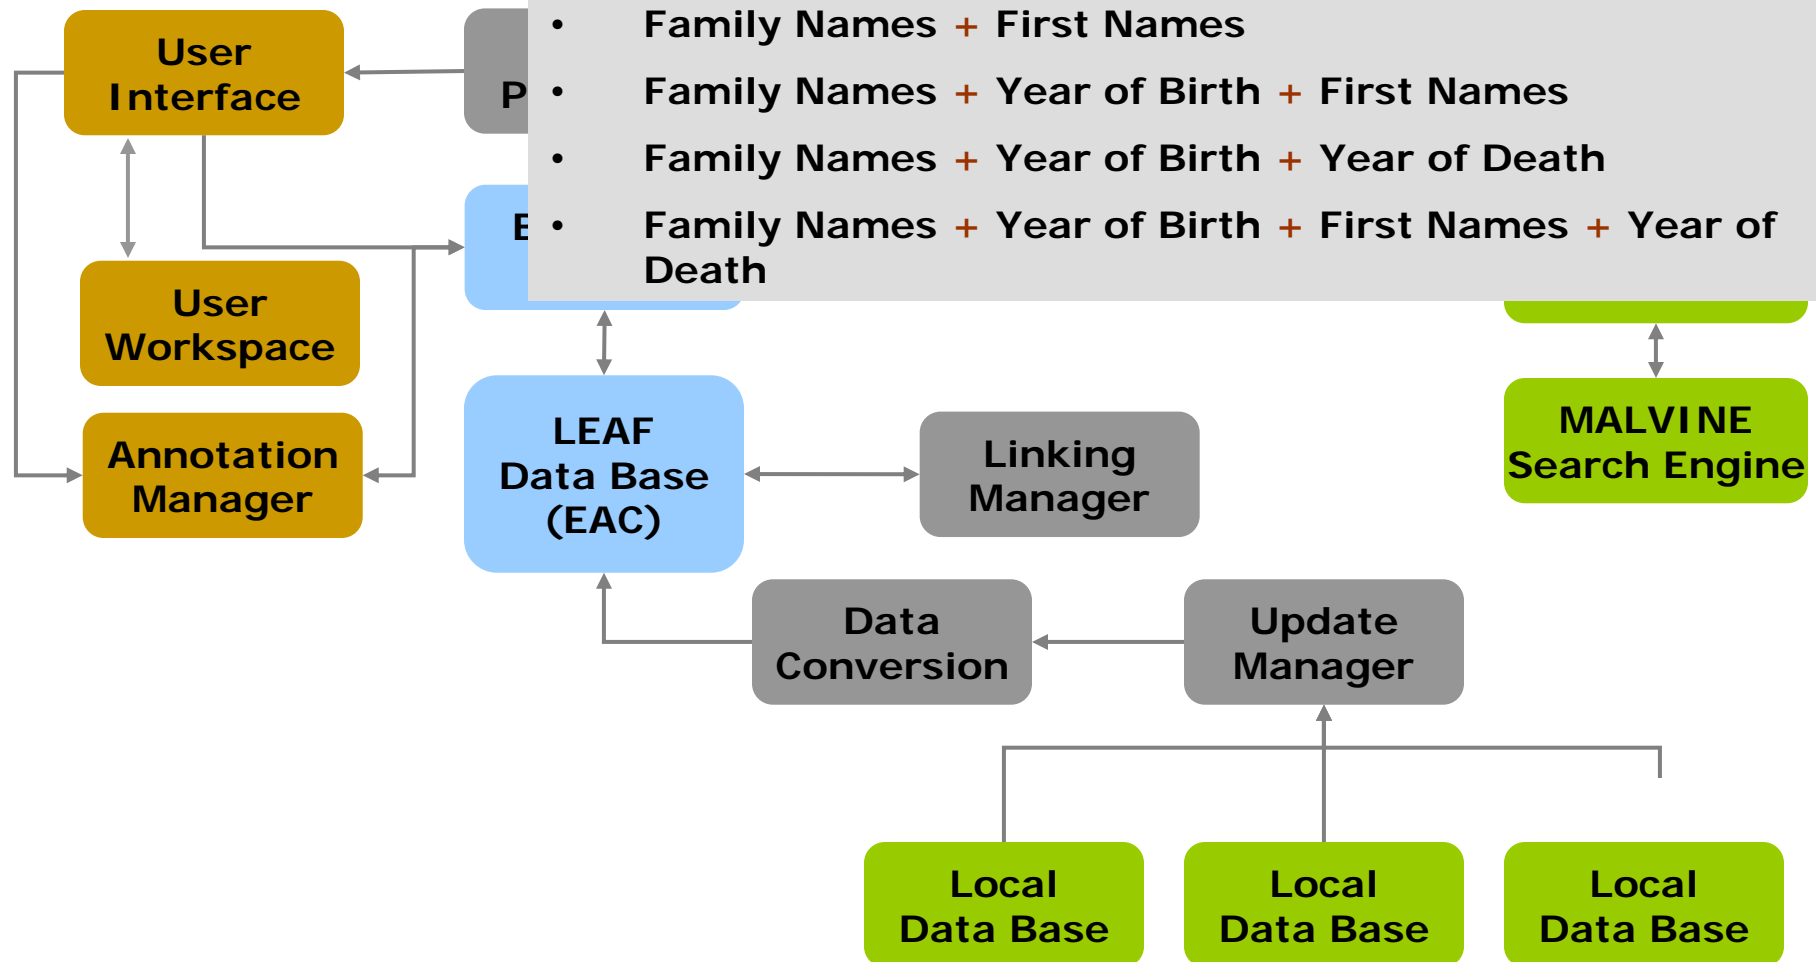 • Family Names + First Names
• Family Names + Year of Birth + First Names
• Family Names + Year of Birth + Year of Death
• Family Names + Year of Birth + First Names + Year of
Death
User
Interface
User
Workspace
Annotation
Manager
LEAF
Data Base
(EAC)
Linking
Manager
MALVINE
Search Engine
Data
Conversion
Update
Manager
Local
Data Base
Local
Data Base
Local
Data Base